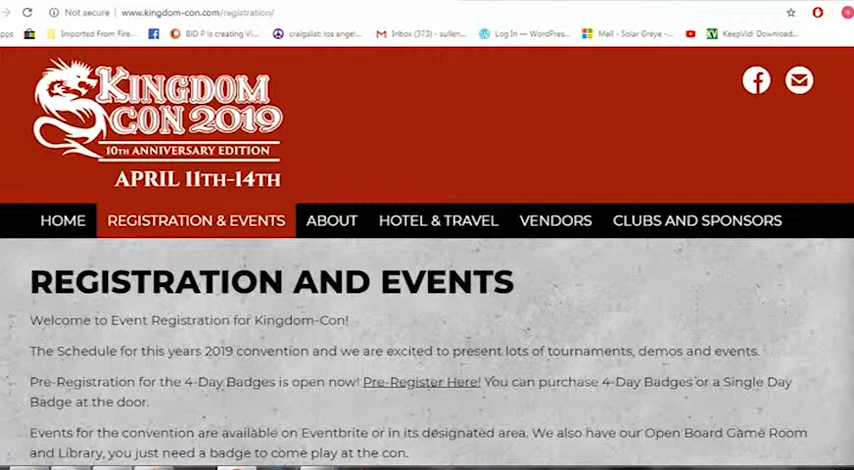 Not secure | www.kingdom-con.com/registration/
pps Imported From Fire... BID P is creating Vi... craigslist: los angel... Inbox (373) - aullen... Log In — WordPres... Mail - Solar Greye -... KeepVid! Download...
KINGDOM
CON 2019
10TH ANNIVERSARY EDITION
APRIL 11TH-14TH
HOME REGISTRATION & EVENTS ABOUT HOTEL & TRAVEL VENDORS CLUBS AND SPONSORS
REGISTRATION AND EVENTS
Welcome to Event Registration for Kingdom-Con!
The Schedule for this years 2019 convention and we are excited to present lots of tournaments, demos and events.
Pre-Registration for the 4-Day Badges is open now! Pre-Register Here! You can purchase 4-Day Badges or a Single Day
Badge at the door.
Events for the convention are available on Eventbrite or in its designated area. We also have our Open Board Game Room
and Library, you just need a badge to come play at the con.